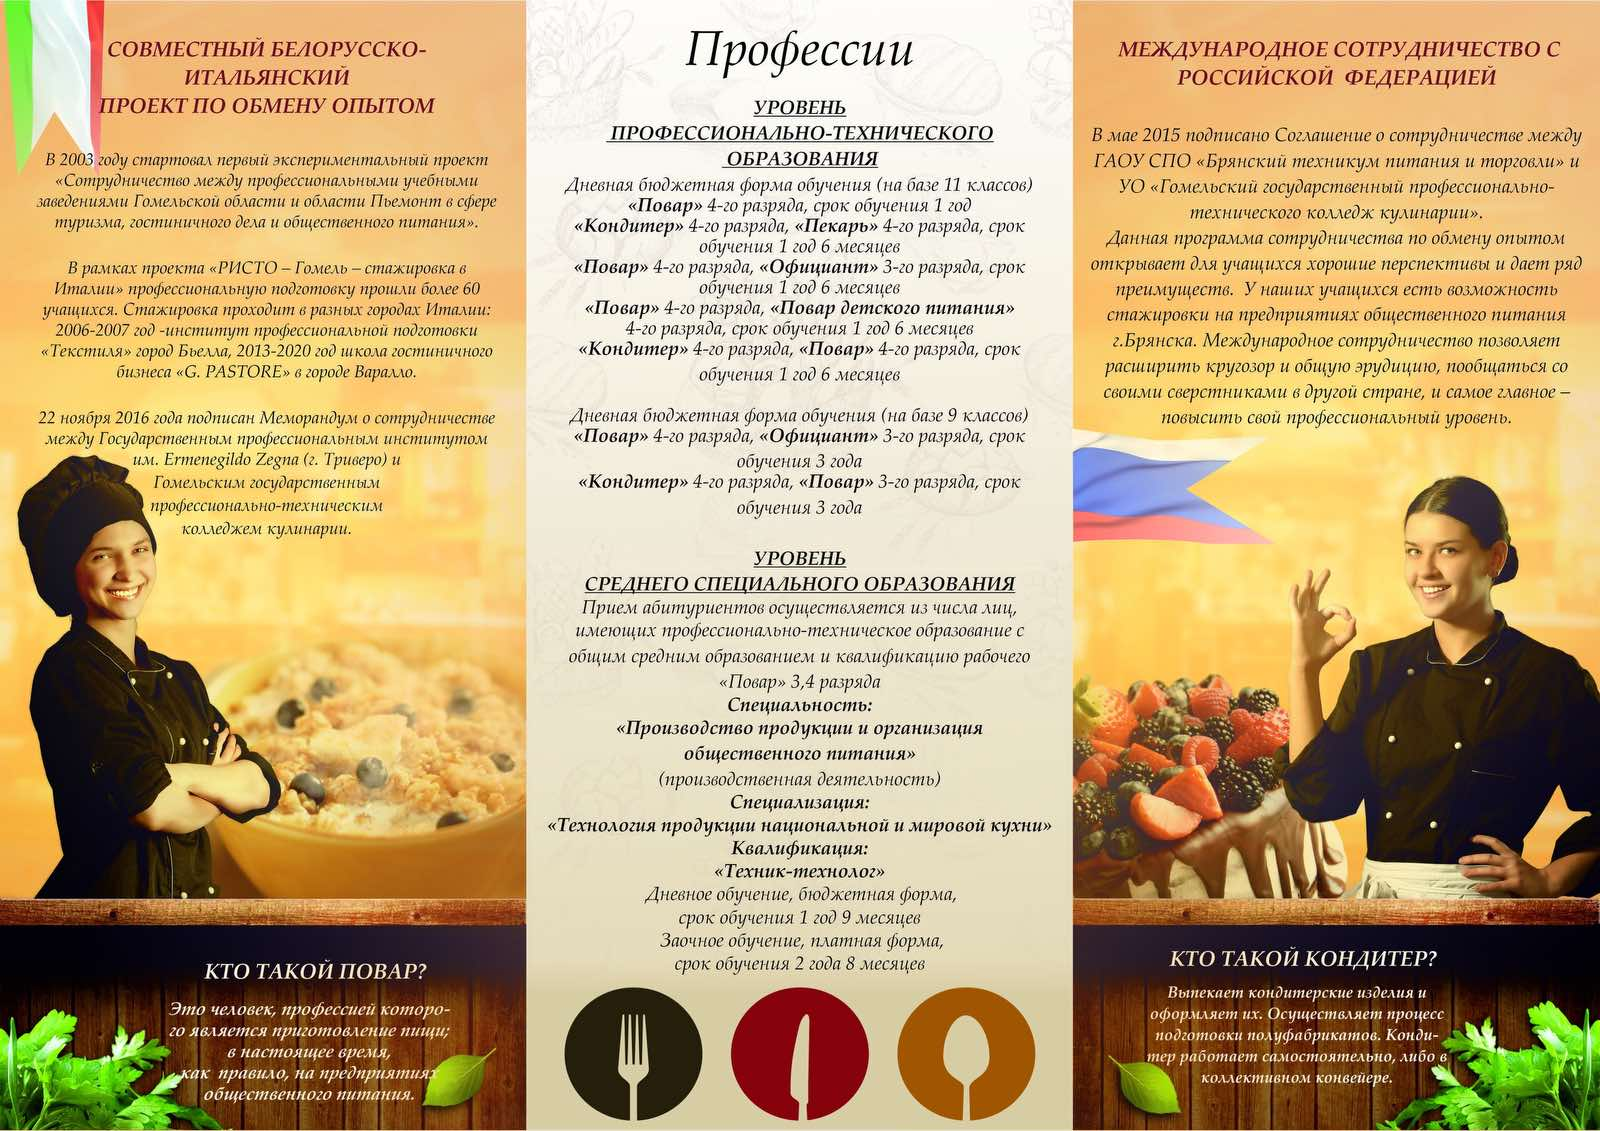 СОВМЕСТНЫЙ БЕЛОРУССКО-
ИТАЛЬЯНСКИЙ
ПРОЕКТ ПО ОБМЕНУ ОПЫТОМ
В 2003 году стартовал первый экспериментальный проект
«Сотрудничество между профессиональными учебными
заведениями Гомельской области и области Пьемонт в сфере
туризма, гостиничного дела и общественного питания».
В рамках проекта «РИСТО – Гомель – стажировка в
Италии» профессиональную подготовку прошли более 60
учащихся. Стажировка проходит в разных городах Италии:
2006-2007 год -институт профессиональной подготовки
«Текстиля» город Бьелла, 2013-2020 год школа гостиничного
бизнеса «G. PASTORE» в городе Варалло.
22 ноября 2016 года подписан Меморандум о сотрудничестве
между Государственным профессиональным институтом
им. Ermenegildo Zegna (г. Триверо) и
Гомельским государственным
профессионально-техническим
колледжем кулинарии.
КТО ТАКОЙ ПОВАР?
Это человек, профессией которо-
го является приготовление пищи;
в настоящее время,
как правило, на предприятиях
общественного питания.
Профессии
УРОВЕНЬ
ПРОФЕССИОНАЛЬНО-ТЕХНИЧЕСКОГО
ОБРАЗОВАНИЯ
Дневная бюджетная форма обучения (на базе 11 классов)
«Повар» 4-го разряда, срок обучения 1 год
«Кондитер» 4-го разряда, «Пекарь» 4-го разряда, срок
обучения 1 год 6 месяцев
«Повар» 4-го разряда, «Официант» 3-го разряда, срок
обучения 1 год 6 месяцев
«Повар» 4-го разряда, «Повар детского питания»
4-го разряда, срок обучения 1 год 6 месяцев
«Кондитер» 4-го разряда, «Повар» 4-го разряда, срок
обучения 1 год 6 месяцев
Дневная бюджетная форма обучения (на базе 9 классов)
«Повар» 4-го разряда, «Официант» 3-го разряда, срок
обучения 3 года
«Кондитер» 4-го разряда, «Повар» 3-го разряда, срок
обучения 3 года
УРОВЕНЬ
СРЕДНЕГО СПЕЦИАЛЬНОГО ОБРАЗОВАНИЯ
Прием абитуриентов осуществляется из числа лиц,
имеющих профессионально-техническое образование с
общим средним образованием и квалификацию рабочего
«Повар» 3,4 разряда
Специальность:
«Производство продукции и организация
общественного питания»
(производственная деятельность)
Специализация:
«Технология продукции национальной и мировой кухни»
Квалификация:
«Техник-технолог»
Дневное обучение, бюджетная форма,
срок обучения 1 год 9 месяцев
Заочное обучение, платная форма,
срок обучения 2 года 8 месяцев
МЕЖДУНАРОДНОЕ СОТРУДНИЧЕСТВО С
РОССИЙСКОЙ ФЕДЕРАЦИЕЙ
В мае 2015 подписано Соглашение о сотрудничестве между
ГАОУ СПО «Брянский техникум питания и торговли» и
УО «Гомельский государственный профессионально-
технического колледж кулинарии».
Данная программа сотрудничества по обмену опытом
открывает для учащихся хорошие перспективы и дает ряд
преимуществ. У наших учащихся есть возможность
стажировки на предприятиях общественного питания
г.Брянска. Международное сотрудничество позволяет
расширить кругозор и общую эрудицию, пообщаться со
своими сверстниками в другой стране, и самое главное –
повысить свой профессиональный уровень.
КТО ТАКОЙ КОНДИТЕР?
Выпекает кондитерские изделия и
оформляет их. Осуществляет процесс
подготовки полуфабрикатов. Конди-
тер работает самостоятельно, либо в
коллективном конвейере.